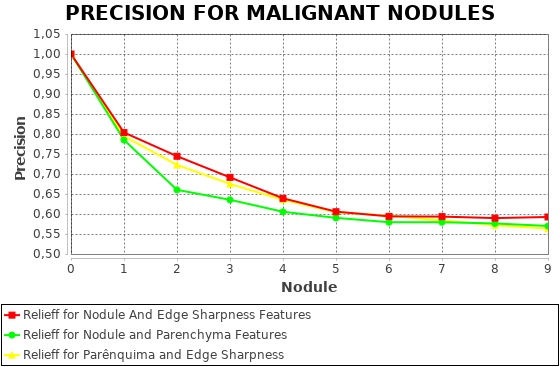 PRECISION FOR MALIGNANT NODULES
1,05
1,00
0,95
0,90
0,85
0,80
0,75
0,70
0,65
0,60
0,55
0,50
Precision
0 1 2 3 4 5 6 7 8 9
Nodule
Relieff for Nodule And Edge Sharpness Features
Relieff for Nodule and Parenchyma Features
Relieff for Parênquima and Edge Sharpness